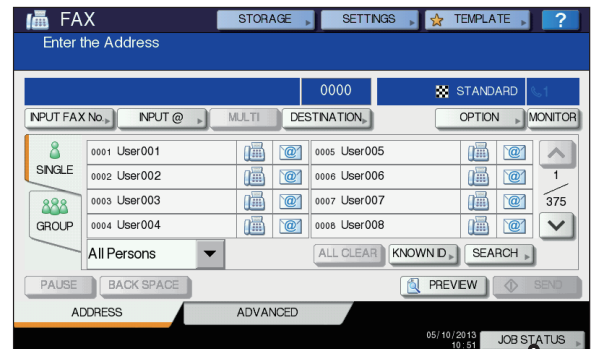 FAX STORAGE SETTINGS TEMPLATE ?
Enter the Address
0000 STANDARD 1
INPUT FAX No. INPUT @ MULTI DESTINATION OPTION MONITOR
SINGLE
0001 User001 @ 0005 User005 @
0002 User002 @ 0006 User006 @
1
0003 User003 @ 0007 User007 @
375
GROUP
0004 User004 @ 0008 User008 @
All Persons ALL CLEAR KNOWN ID SEARCH
PAUSE BACK SPACE PREVIEW SEND
ADDRESS ADVANCED
05/10/2013
10:51
JOB STATUS